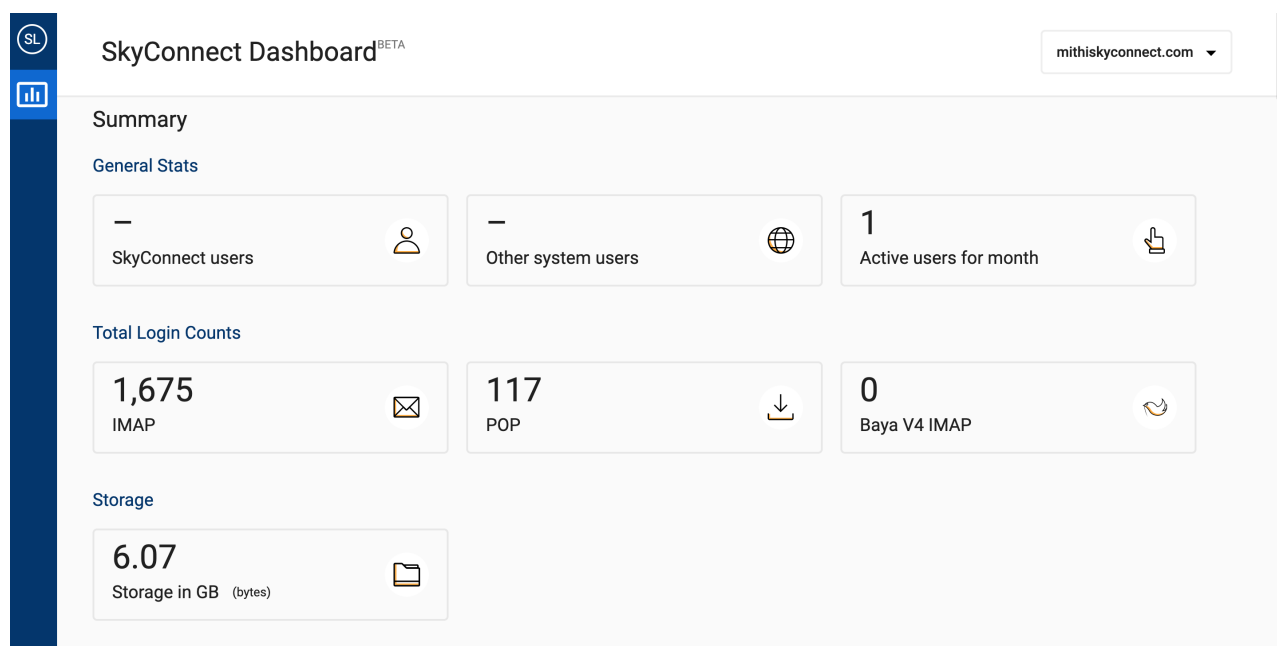 SL
SkyConnect Dashboard BETA
mithiskyconnect.com
Summary
General Stats
–
SkyConnect users
–
Other system users
1
Active users for month
Total Login Counts
1,675
IMAP
117
POP
0
Baya V4 IMAP
Storage
6.07
Storage in GB (bytes)